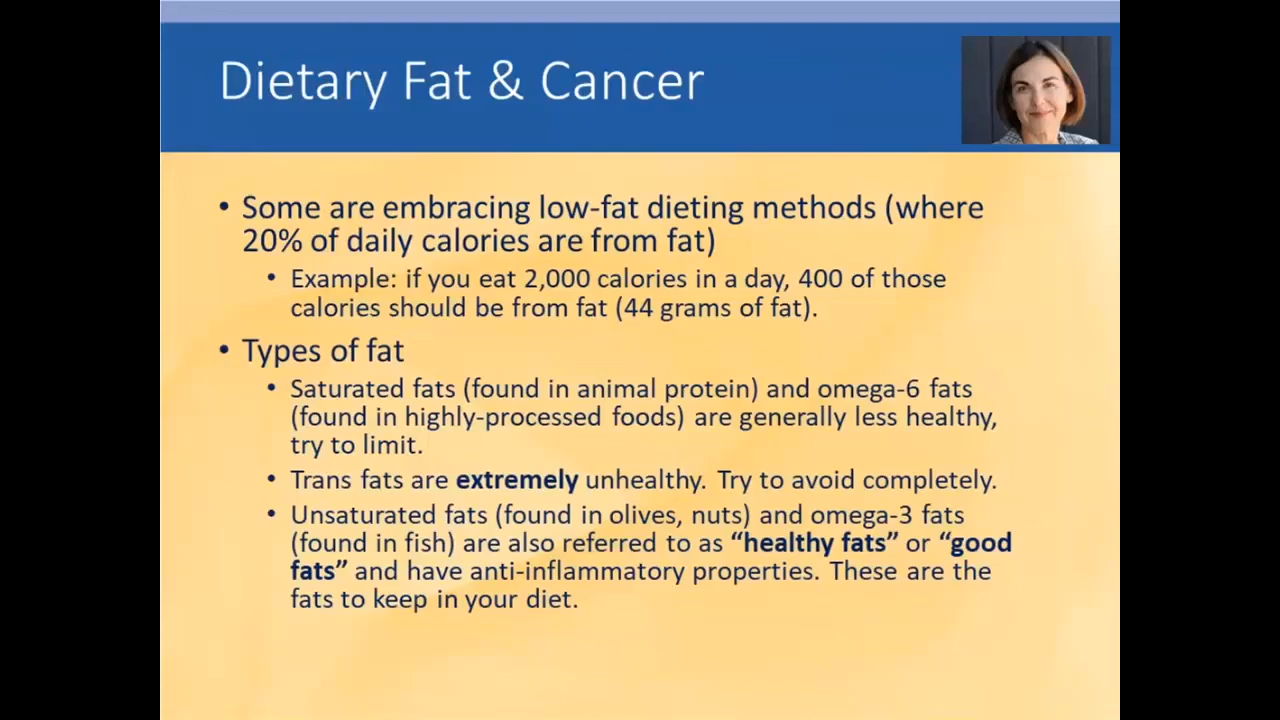 Dietary Fat & Cancer
• Some are embracing low-fat dieting methods (where
20% of daily calories are from fat)
• Example: if you eat 2,000 calories in a day, 400 of those
calories should be from fat (44 grams of fat).
• Types of fat
• Saturated fats (found in animal protein) and omega-6 fats
(found in highly-processed foods) are generally less healthy,
try to limit.
• Trans fats are extremely unhealthy. Try to avoid completely.
• Unsaturated fats (found in olives, nuts) and omega-3 fats
(found in fish) are also referred to as “healthy fats” or “good
fats” and have anti-inflammatory properties. These are the
fats to keep in your diet.